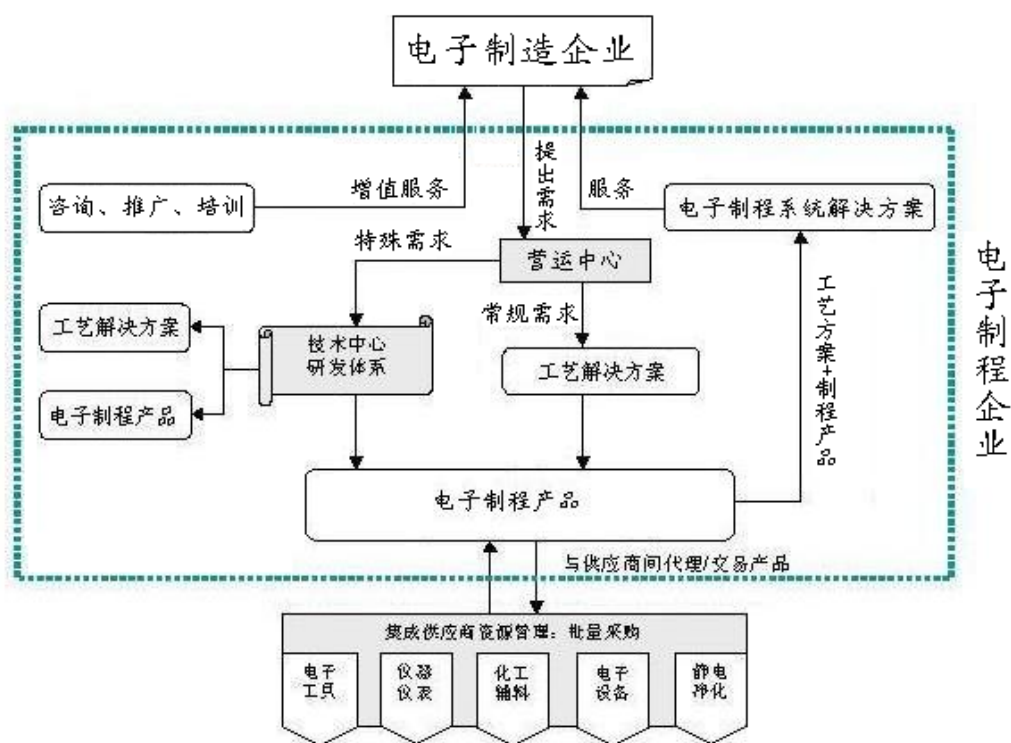 电子制造企业
提出需求
增值服务
服务
咨询、推广、培训
电子制程系统解决方案
特殊需求
营运中心
常规需求
工艺解决方案
技术中心
研发体系
工艺解决方案
电子制程产品
工艺方案+制程产品
电子制程企业
电子制程产品
与供应商间代理/交易产品
集成供应商资源管理：批量采购
电子
工具
仪器
仪表
化工
辅料
电子
设备
静电
净化